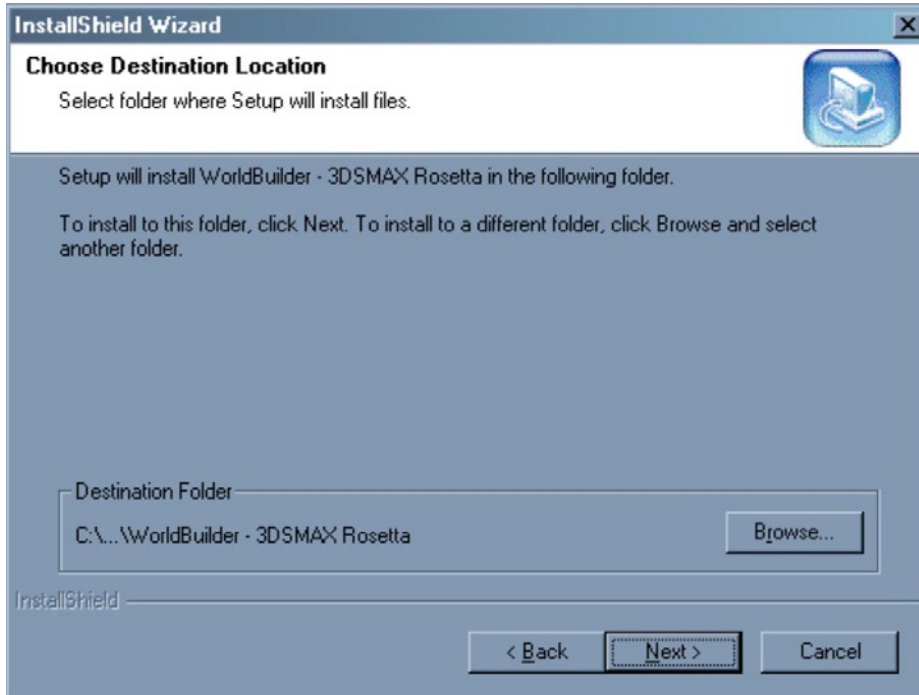 InstallShield Wizard
Choose Destination Location
Select folder where Setup will install files.
Setup will install WorldBuilder - 3DSMAX Rosetta in the following folder.
To install to this folder, click Next. To install to a different folder, click Browse and select
another folder.
Destination Folder
C:\...\WorldBuilder - 3DSMAX Rosetta
Browse...
InstallShield
< Back
Next >
Cancel